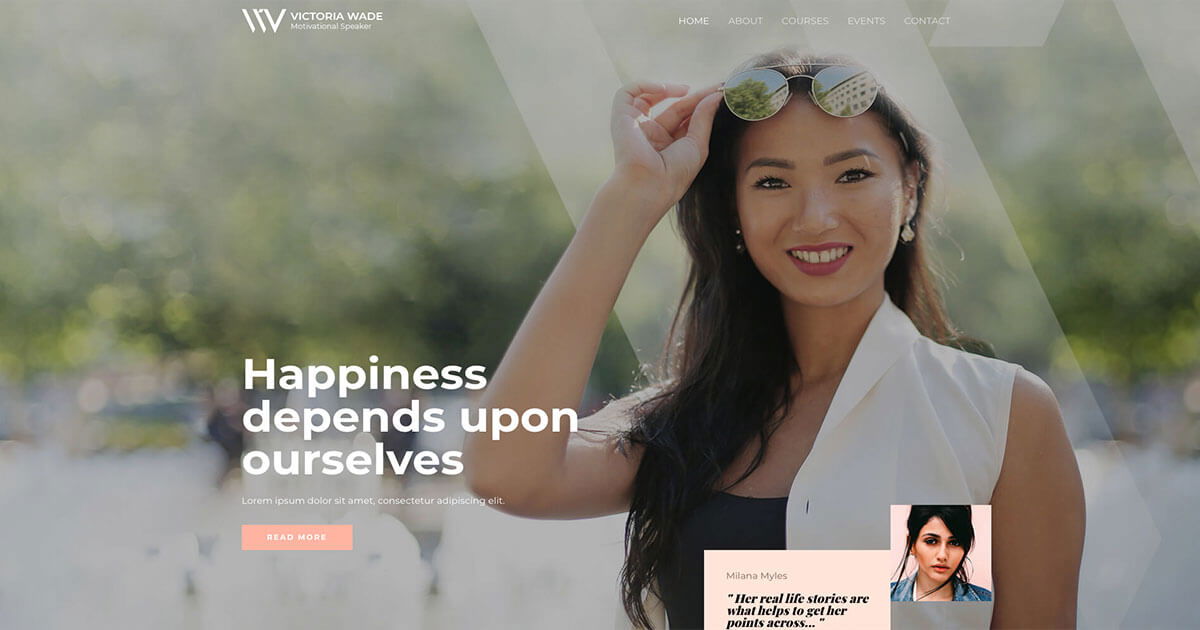 VICTORIA WADE
Motivational Speaker
HOME ABOUT COURSES EVENTS CONTACT
Happiness
depends upon
ourselves
Lorem ipsum dolor sit amet, consectetur adipiscing elit.
READ MORE
Milana Myles
" Her real life stories are
what helps to get her
points across... "